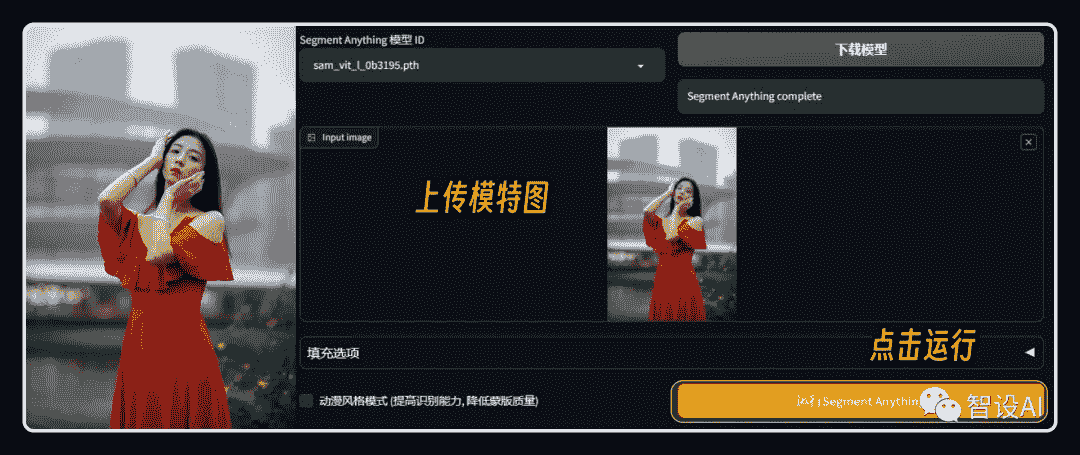 Segment Anything 模型 ID
下载模型
sam_vit_l_0b3195.pth
Segment Anything complete
Input image
上传模特图
点击运行
填充选项
动漫风格模式 (提高识别能力, 降低蒙版质量)
Segment Anythin
智设AI